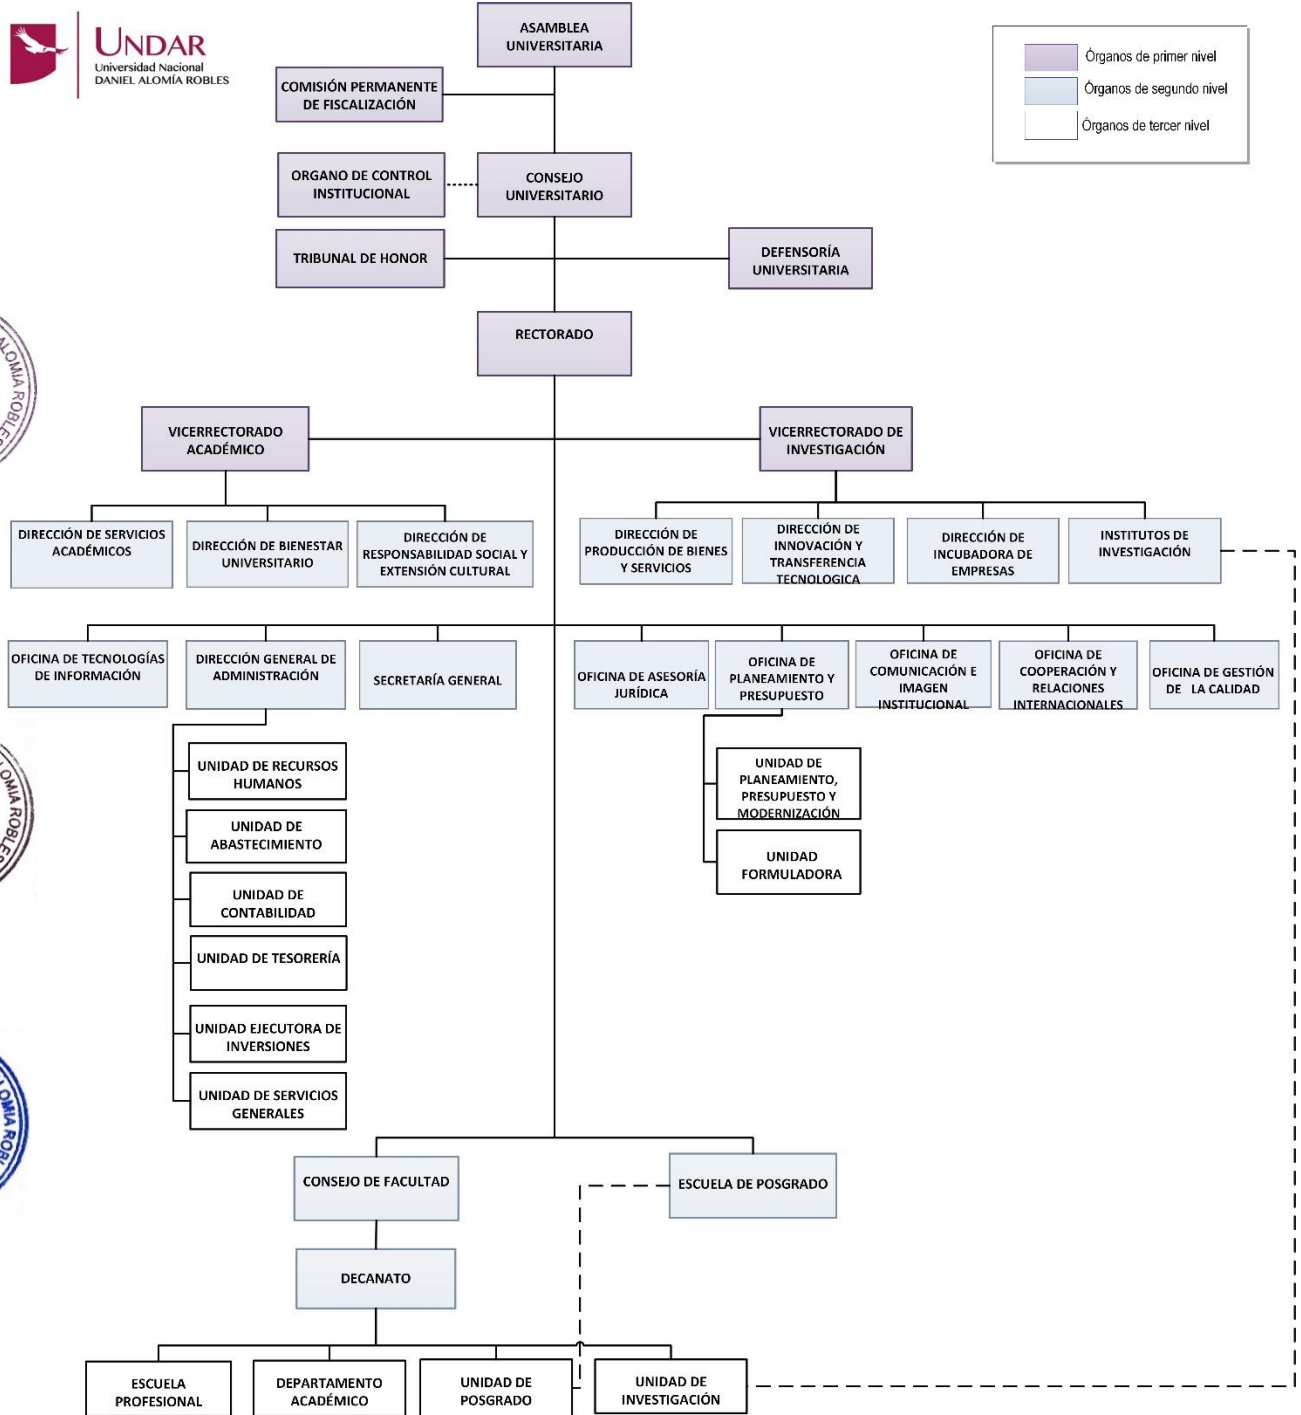 UNDAR
Universidad Nacional
DANIEL ALOMÍA ROBLES
ASAMBLEA
UNIVERSITARIA
Órganos de primer nivel
Órganos de segundo nivel
Órganos de tercer nivel
COMISIÓN PERMANENTE
DE FISCALIZACIÓN
ORGANO DE CONTROL
INSTITUCIONAL
CONSEJO
UNIVERSITARIO
TRIBUNAL DE HONOR
DEFENSORÍA
UNIVERSITARIA
RECTORADO
ALOMIA ROBLES
VICERRECTORADO
ACADÉMICO
VICERRECTORADO DE
INVESTIGACIÓN
DIRECCIÓN DE SERVICIOS
ACADÉMICOS
DIRECCIÓN DE BIENESTAR
UNIVERSITARIO
DIRECCIÓN DE
RESPONSABILIDAD SOCIAL Y
EXTENSIÓN CULTURAL
DIRECCIÓN DE
PRODUCCIÓN DE BIENES
Y SERVICIOS
DIRECCIÓN DE
INNOVACIÓN Y
TRANSFERENCIA
TECNOLOGICA
DIRECCIÓN DE
INCUBADORA DE
EMPRESAS
INSTITUTOS DE
INVESTIGACIÓN
OFICINA DE TECNOLOGÍAS
DE INFORMACIÓN
DIRECCIÓN GENERAL DE
ADMINISTRACIÓN
SECRETARÍA GENERAL
OFICINA DE ASESORÍA
JURÍDICA
OFICINA DE
PLANEAMIENTO Y
PRESUPUESTO
OFICINA DE
COMUNICACIÓN E
IMAGEN
INSTITUCIONAL
OFICINA DE
COOPERACIÓN Y
RELACIONES
INTERNACIONALES
OFICINA DE GESTIÓN
DE LA CALIDAD
UNIDAD DE RECURSOS
HUMANOS
UNIDAD DE
ABASTECIMIENTO
UNIDAD DE
CONTABILIDAD
UNIDAD DE TESORERÍA
UNIDAD EJECUTORA DE
INVERSIONES
UNIDAD DE SERVICIOS
GENERALES
UNIDAD DE
PLANEAMIENTO,
PRESUPUESTO Y
MODERNIZACIÓN
UNIDAD
FORMULADORA
CONSEJO DE FACULTAD
ESCUELA DE POSGRADO
DECANATO
ESCUELA
PROFESIONAL
DEPARTAMENTO
ACADÉMICO
UNIDAD DE
POSGRADO
UNIDAD DE
INVESTIGACIÓN